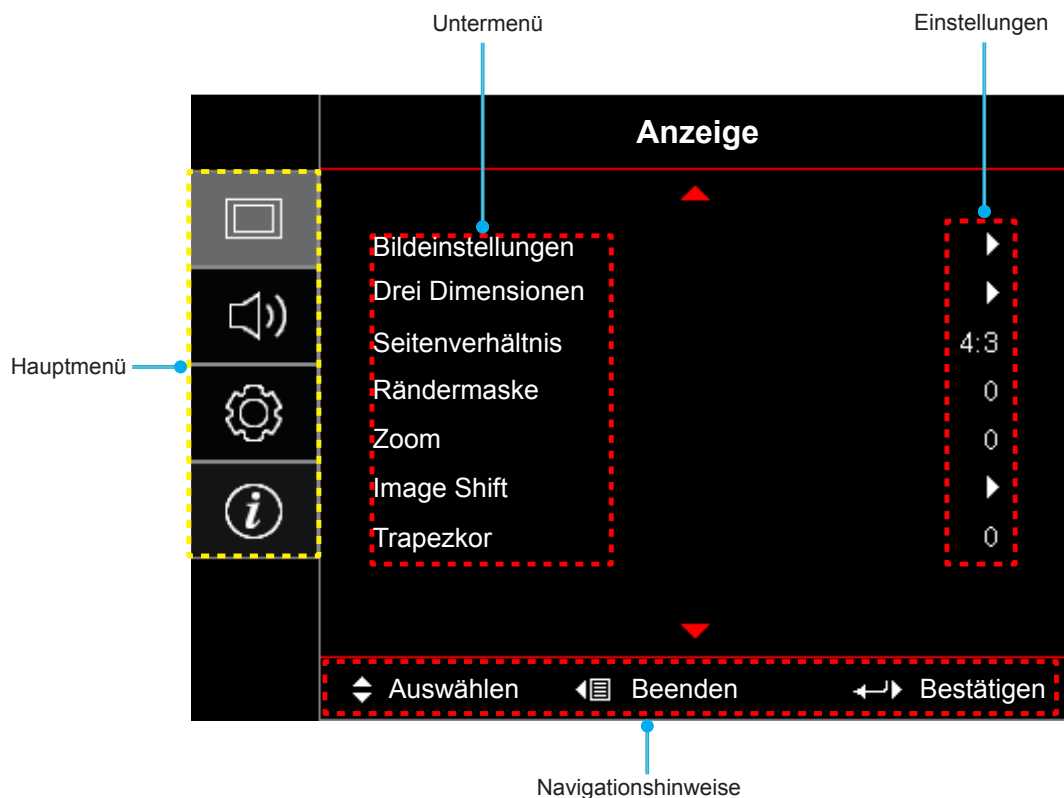 Untermenü Einstellungen
Anzeige
Bildeinstellungen
Drei Dimensionen
Seitenverhältnis 4:3
Hauptmenü
Rändermaske 0
Zoom 0
Image Shift
Trapezkor 0
Auswählen Beenden Bestätigen
Navigationshinweise